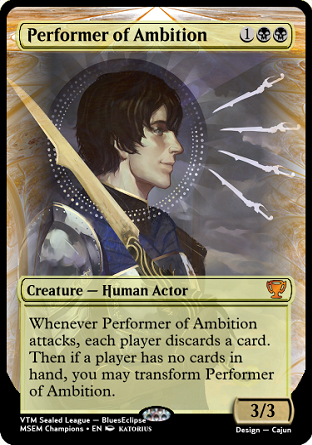 Performer of Ambition 1
Creature — Human Actor
Whenever Performer of Ambition
attacks, each player discards a card.
Then if a player has no cards in
hand, you may transform Performer
of Ambition.
3/3
VTM Sealed League — BluesEclipse
MSEM Champions • EN KATORIUS
Design — Cajun